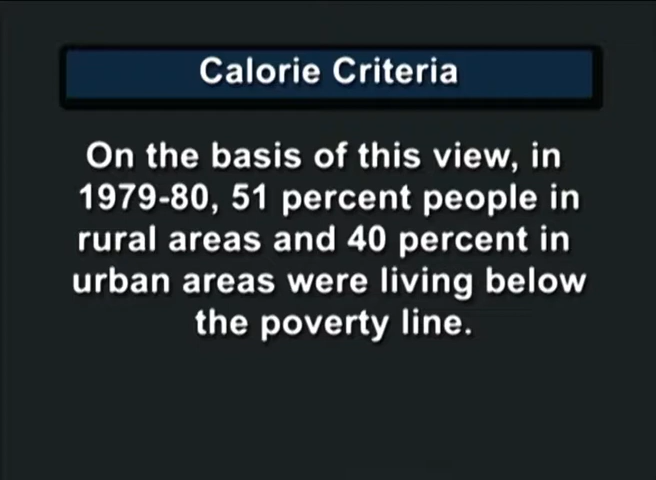 Calorie Criteria
On the basis of this view, in
1979-80, 51 percent people in
rural areas and 40 percent in
urban areas were living below
the poverty line.